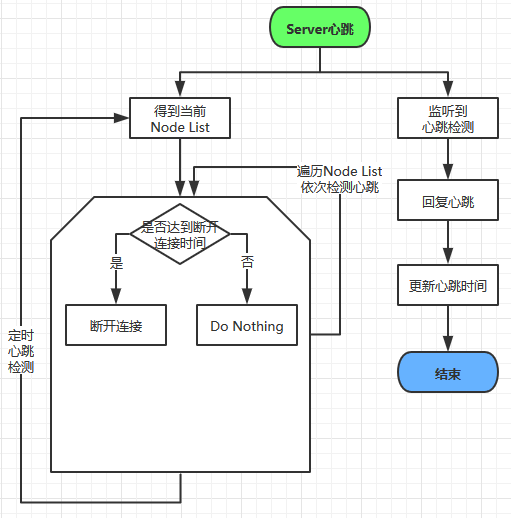 Server心跳
得到当前
Node List
监听到
心跳检测
遍历Node List
依次检测心跳
回复心跳
是否达到断开
连接时间
是
否
更新心跳时间
断开连接
Do Nothing
定时
心跳
检测
结束